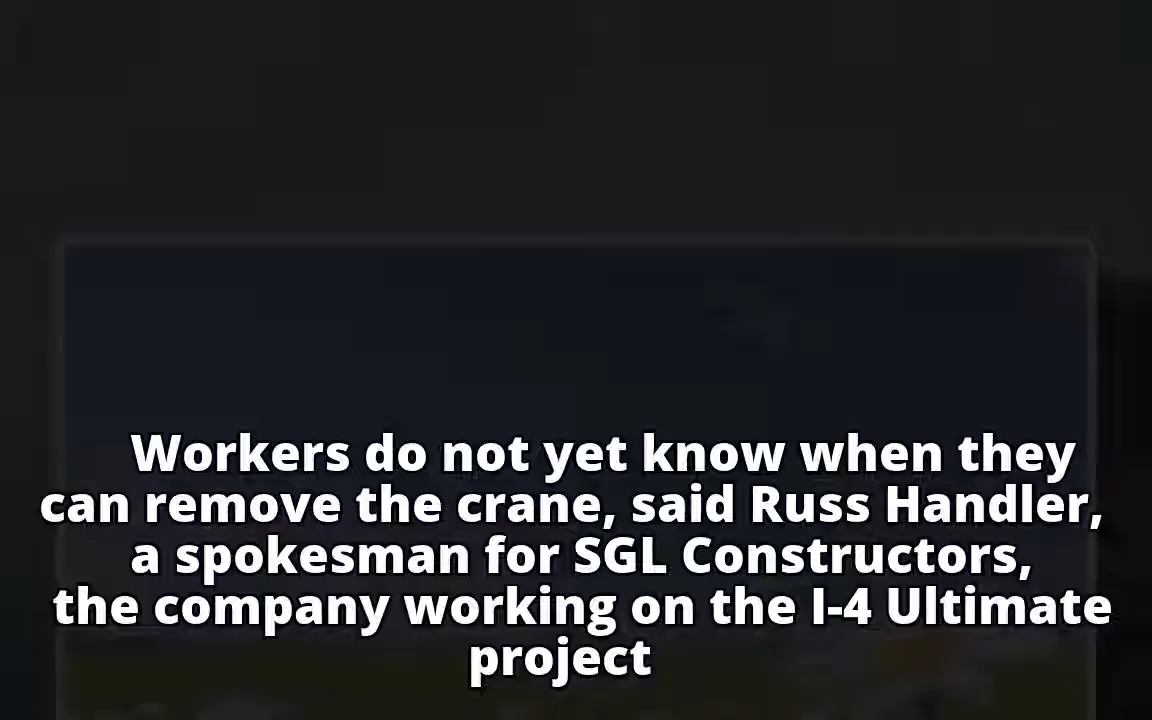 Workers do not yet know when they
can remove the crane, said Russ Handler,
a spokesman for SGL Constructors,
the company working on the I-4 Ultimate
project